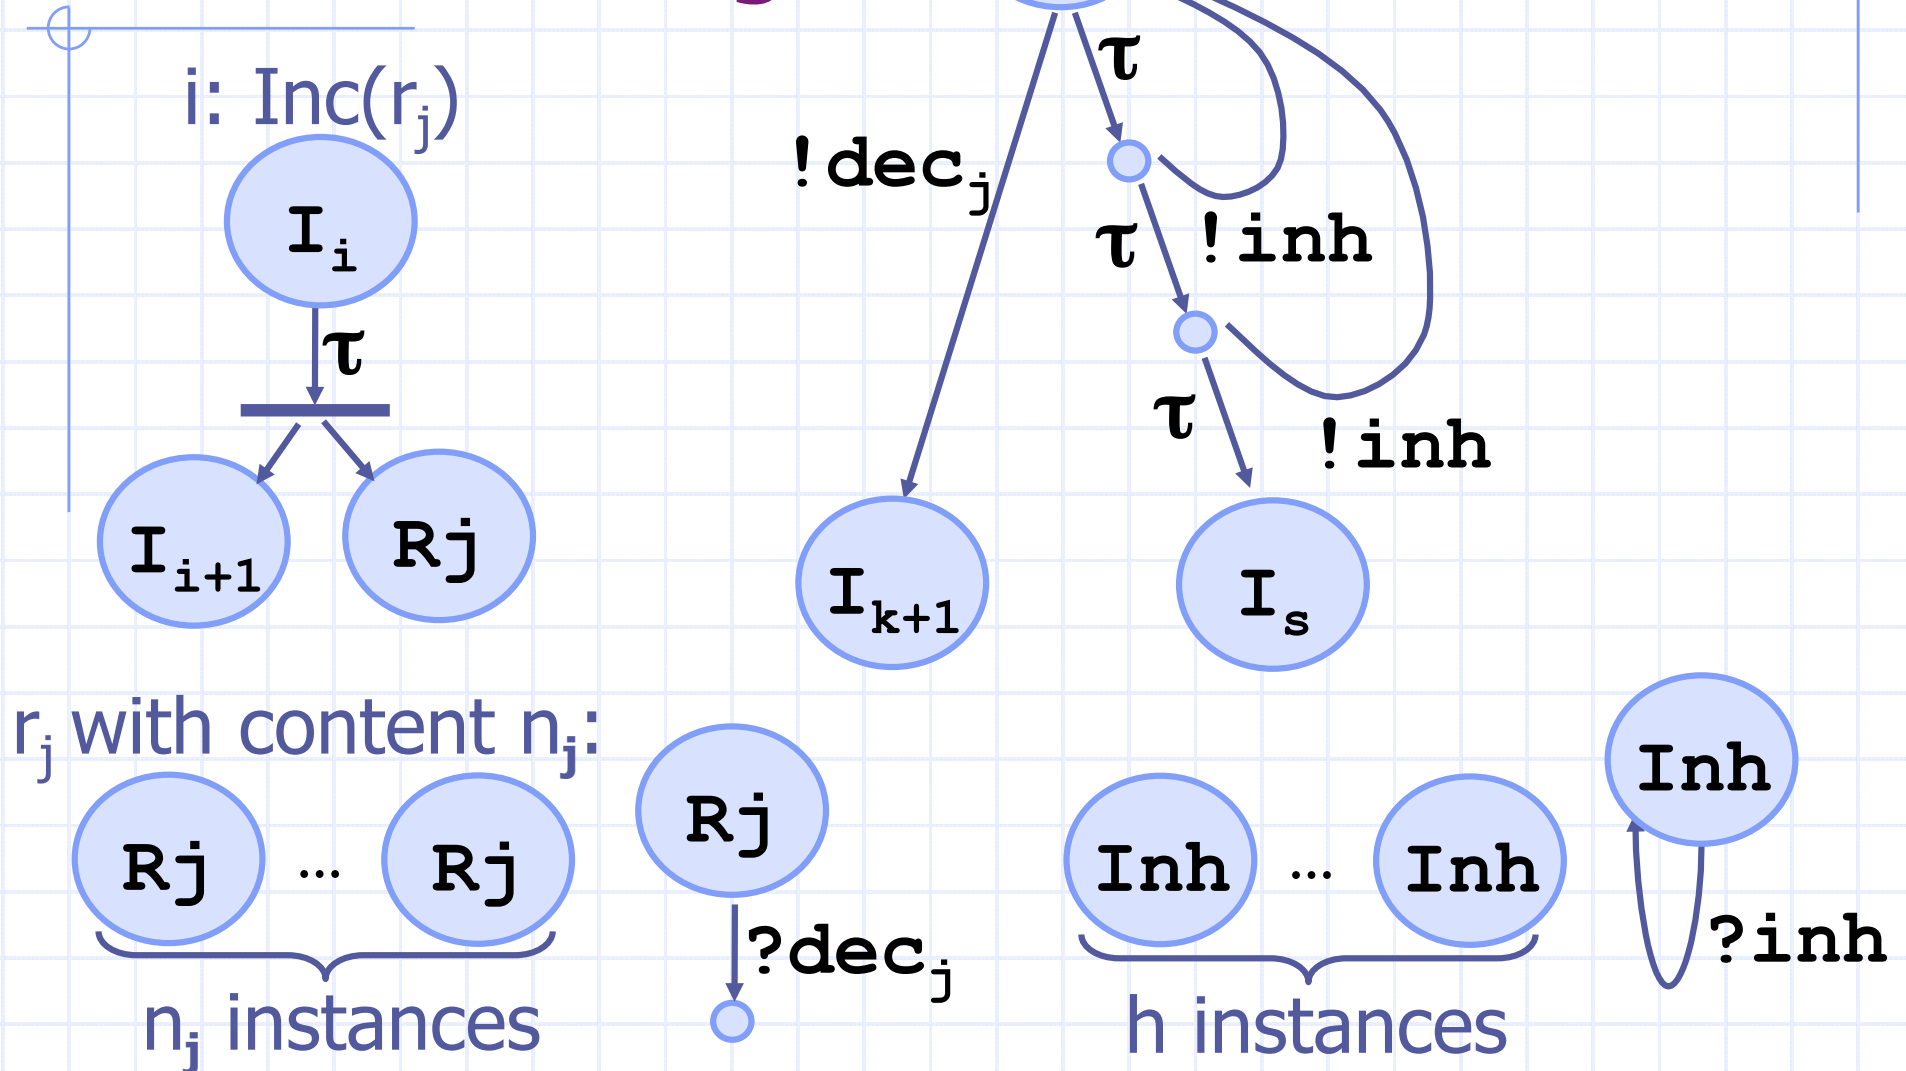 i: Inc(rj)
Ii
τ
Ii+1
Rj
τ
!decj
τ
!inh
τ
!inh
Ik+1
Is
rj with content nj:
Rj
...
Rj
nj instances
Rj
?decj
Inh
...
Inh
h instances
Inh
?inh